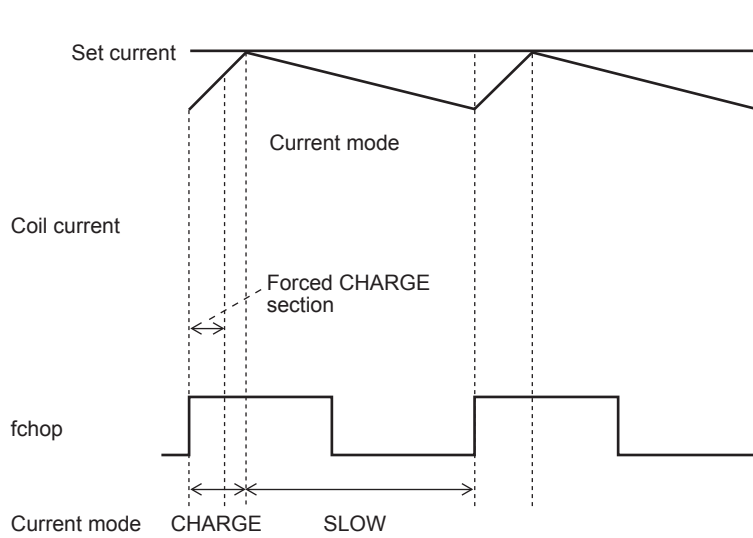 Set current
Current mode
Coil current
Forced CHARGE
section
fchop
Current mode CHARGE SLOW